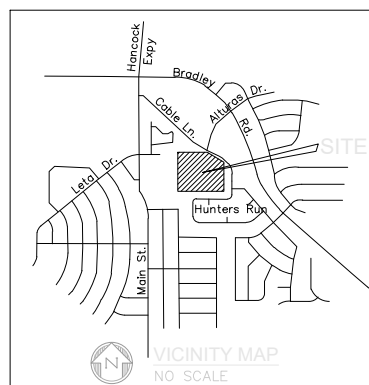 Hancock
Expy
Bradley
Rd.
Alturas Dr.
Cable Ln.
SITE
Leta Dr.
Hunters Run
Main St.
N
VICINITY MAP
NO SCALE